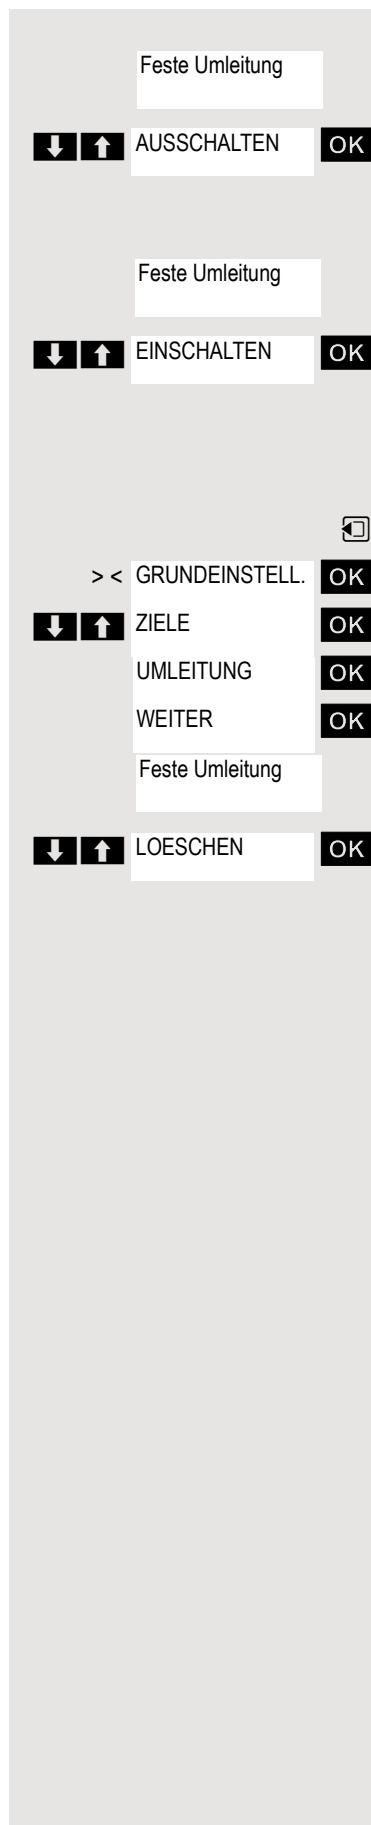 Feste Umleitung
AUSSCHALTEN OK
Feste Umleitung
EINSCHALTEN OK
> < GRUNDEINSTELL. OK
ZIELE OK
UMLEITUNG OK
WEITER OK
Feste Umleitung
LOESCHEN OK